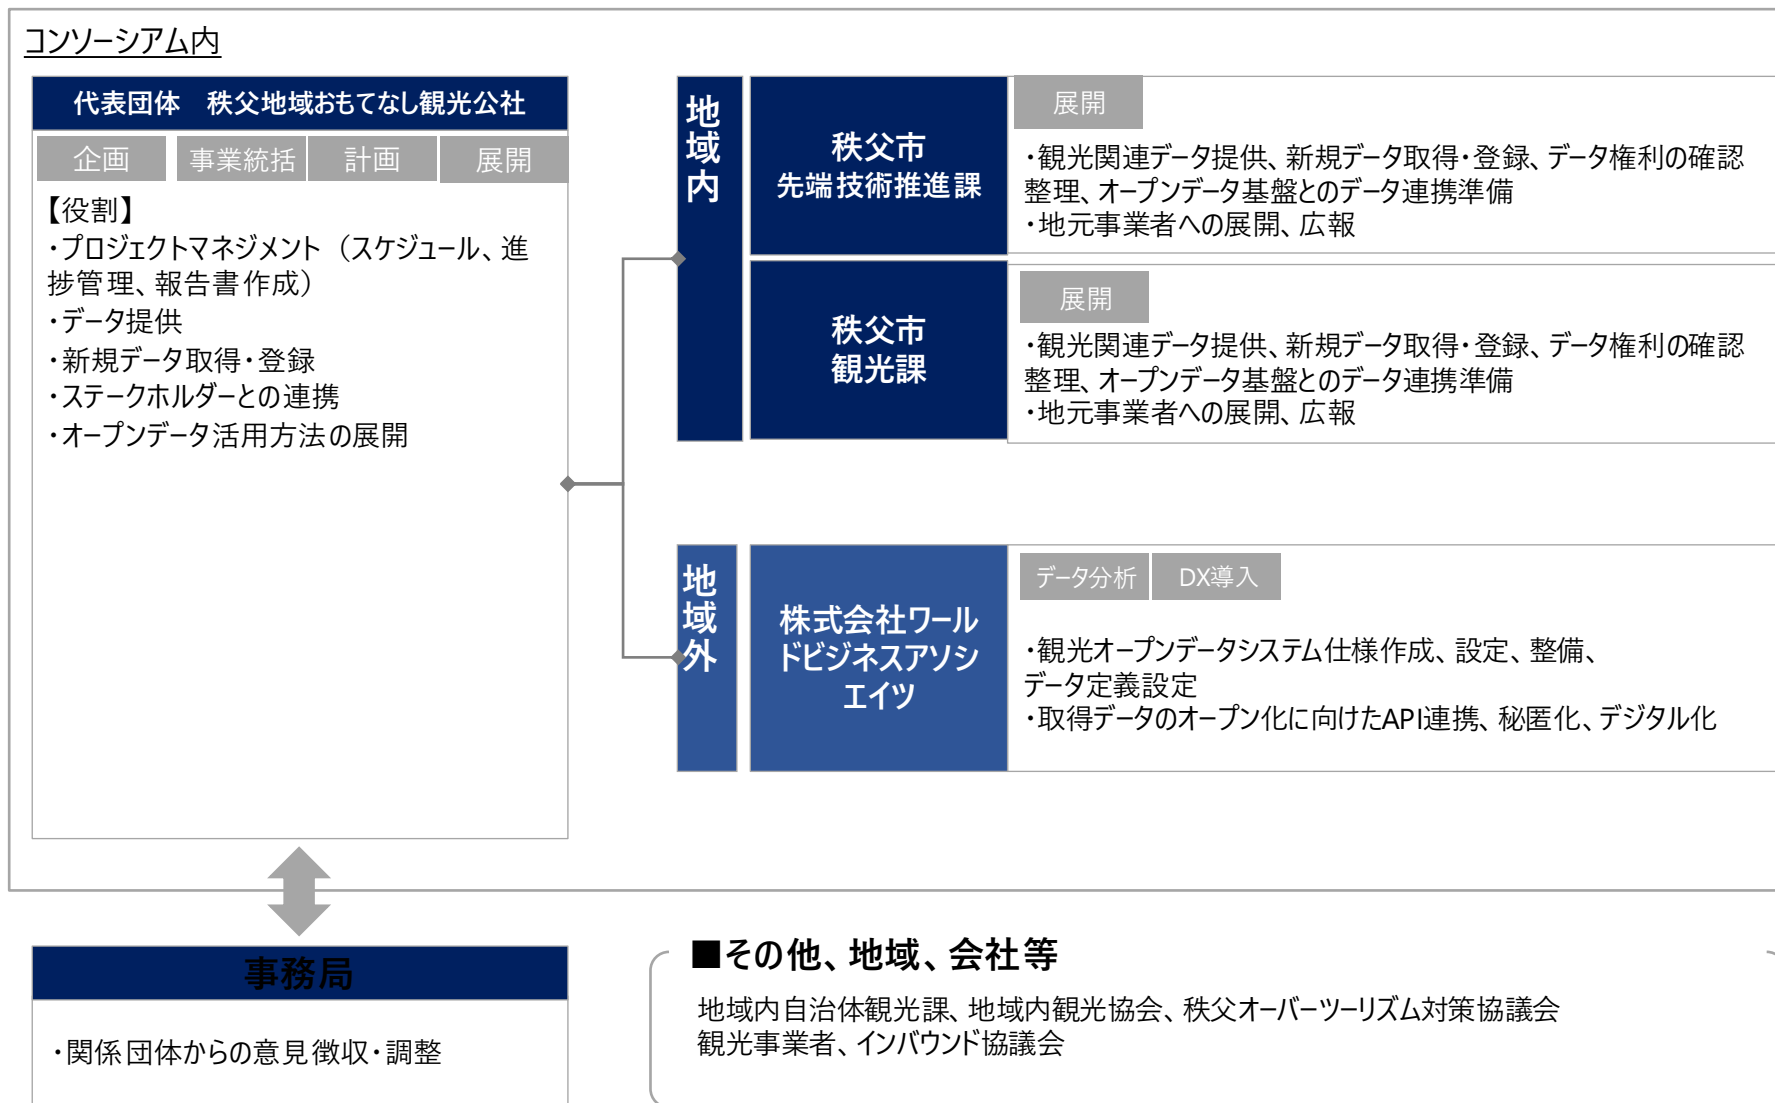 コンソーシアム内
代表団体　秩父地域おもてなし観光公社
企画
事業統括
計画
展開
【役割】
・プロジェクトマネジメント（スケジュール、進
捗管理、報告書作成）
・データ提供
・新規データ取得・登録
・ステークホルダーとの連携
・オープンデータ活用方法の展開
地域内
秩父市
先端技術推進課
展開
・観光関連データ提供、新規データ取得・登録、データ権利の確認
整理、オープンデータ基盤とのデータ連携準備
・地元事業者への展開、広報
秩父市
観光課
展開
・観光関連データ提供、新規データ取得・登録、データ権利の確認
整理、オープンデータ基盤とのデータ連携準備
・地元事業者への展開、広報
地域外
株式会社ワール
ドビジネスアソシ
エイツ
データ分析
DX導入
・観光オープンデータシステム仕様作成、設定、整備、
データ定義設定
・取得データのオープン化に向けたAPI連携、秘匿化、デジタル化
事務局
・関係団体からの意見徴収・調整
■その他、地域、会社等
地域内自治体観光課、地域内観光協会、秩父オーバーツーリズム対策協議会
観光事業者、インバウンド協議会